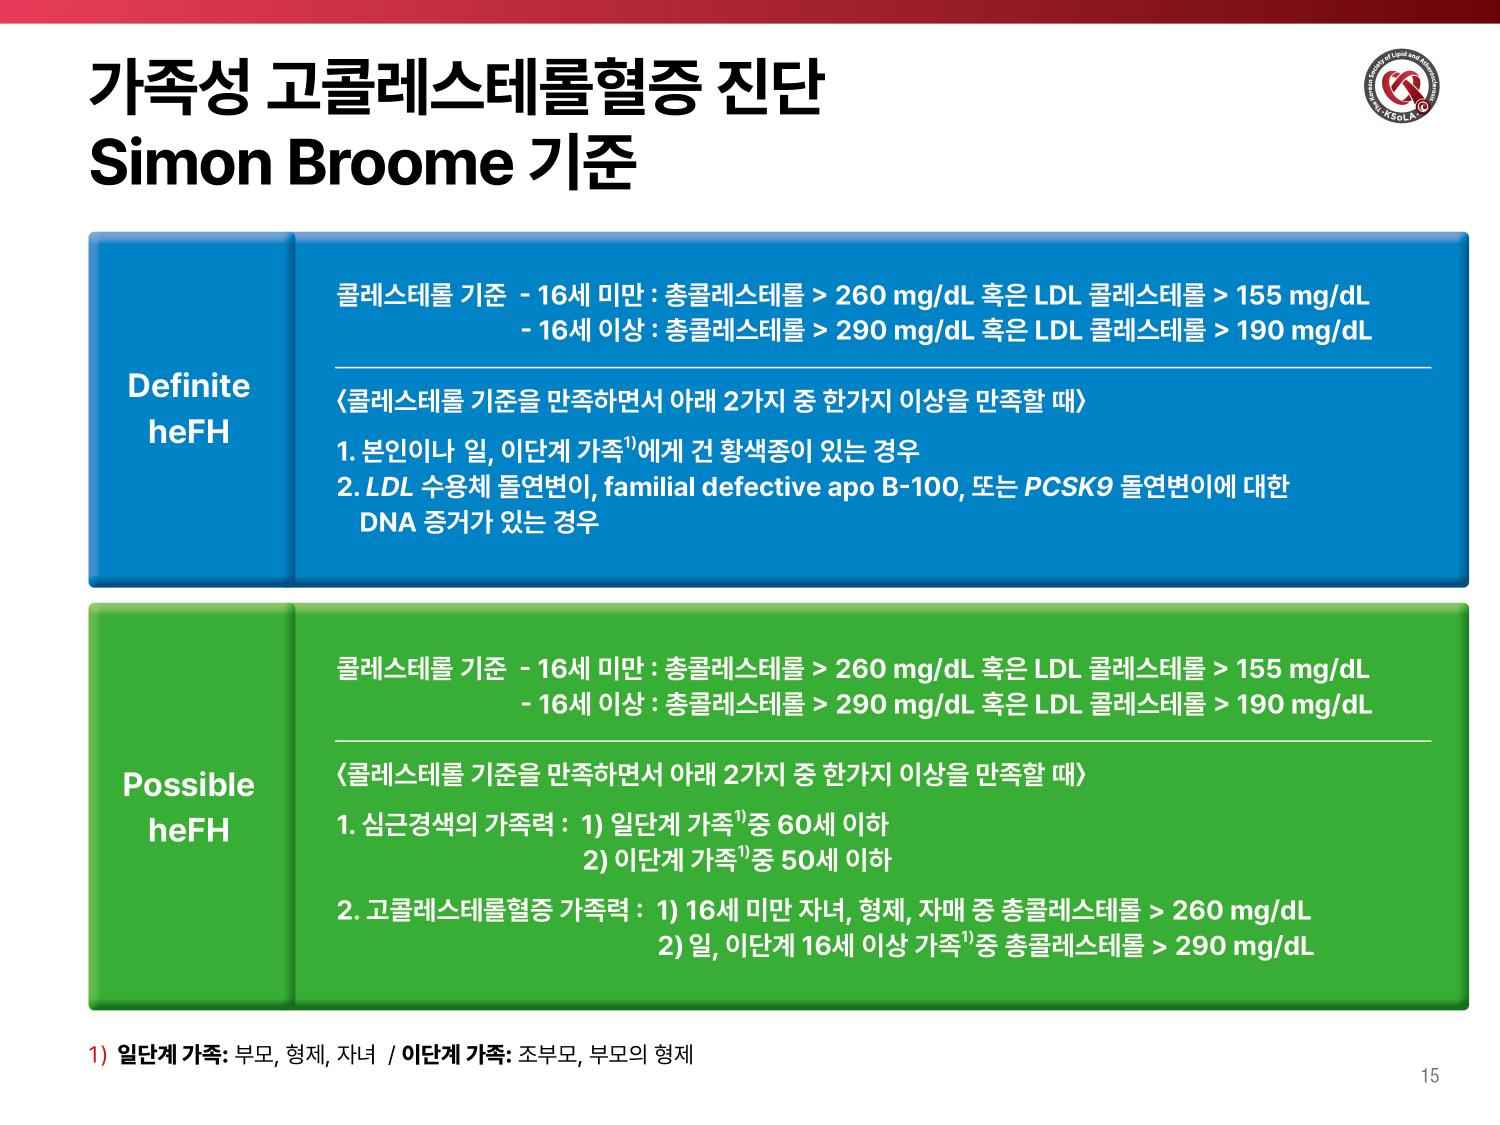 가족성 고콜레스테롤혈증 진단
Simon Broome 기준
The Korean Society of Lipid and Atherosclerosis
KSoLA
Definite
heFH
콜레스테롤 기준 - 16세 미만 : 총콜레스테롤 > 260 mg/dL 혹은 LDL 콜레스테롤 > 155 mg/dL
- 16세 이상 : 총콜레스테롤 > 290 mg/dL 혹은 LDL 콜레스테롤 > 190 mg/dL
〈콜레스테롤 기준을 만족하면서 아래 2가지 중 한가지 이상을 만족할 때〉
1. 본인이나 일, 이단계 가족1)에게 건 황색종이 있는 경우
2. LDL 수용체 돌연변이, familial defective apo B-100, 또는 PCSK9 돌연변이에 대한
DNA 증거가 있는 경우
Possible
heFH
콜레스테롤 기준 - 16세 미만 : 총콜레스테롤 > 260 mg/dL 혹은 LDL 콜레스테롤 > 155 mg/dL
- 16세 이상 : 총콜레스테롤 > 290 mg/dL 혹은 LDL 콜레스테롤 > 190 mg/dL
〈콜레스테롤 기준을 만족하면서 아래 2가지 중 한가지 이상을 만족할 때〉
1. 심근경색의 가족력 : 1) 일단계 가족1)중 60세 이하
2) 이단계 가족1)중 50세 이하
2. 고콜레스테롤혈증 가족력 : 1) 16세 미만 자녀, 형제, 자매 중 총콜레스테롤 > 260 mg/dL
2) 일, 이단계 16세 이상 가족1)중 총콜레스테롤 > 290 mg/dL
1) 일단계 가족: 부모, 형제, 자녀 / 이단계 가족: 조부모, 부모의 형제
15